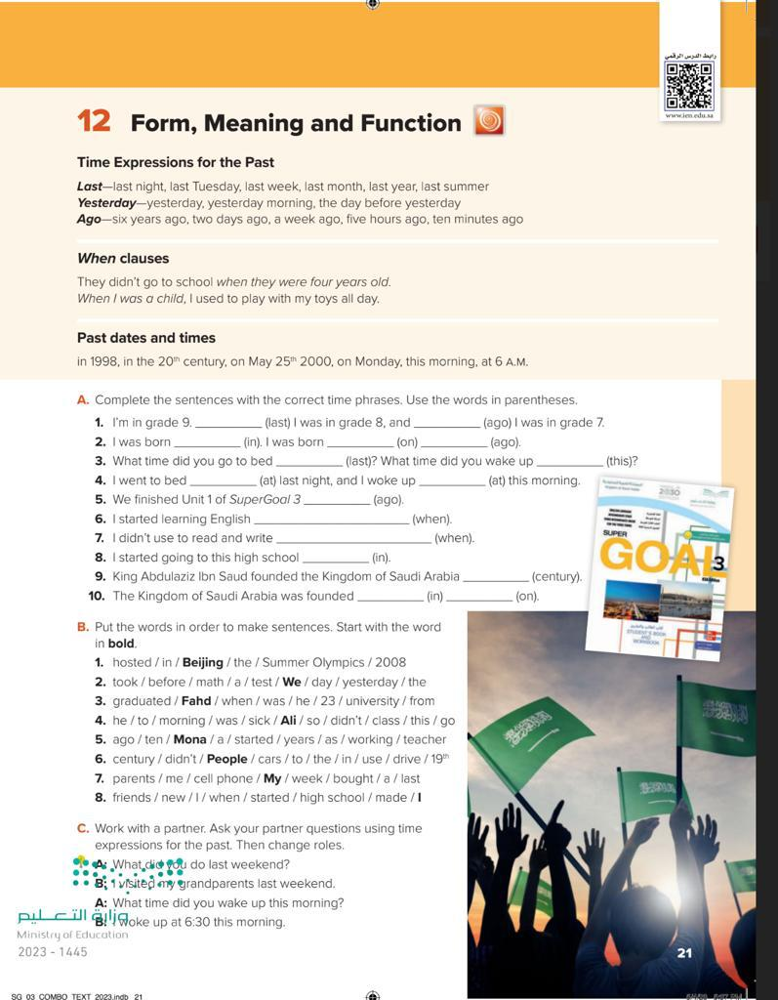 رابط الدرس الرقمي
www.ien.edu.sa
12 Form, Meaning and Function
Time Expressions for the Past
Last—last night, last Tuesday, last week, last month, last year, last summer
Yesterday—yesterday, yesterday morning, the day before yesterday
Ago—six years ago, two days ago, a week ago, five hours ago, ten minutes ago
When clauses
They didn't go to school when they were four years old.
When I was a child, I used to play with my toys all day.
Past dates and times
in 1998, in the 20th century, on May 25th 2000, on Monday, this morning, at 6 A.M.
A. Complete the sentences with the correct time phrases. Use the words in parentheses.
1. I'm in grade 9. __________ (last) I was in grade 8, and __________ (ago) I was in grade 7.
2. I was born __________ (in). I was born __________ (on) __________ (ago).
3. What time did you go to bed __________ (last)? What time did you wake up __________ (this)?
4. I went to bed __________ (at) last night, and I woke up __________ (at) this morning.
5. We finished Unit 1 of SuperGoal 3 __________ (ago).
6. I started learning English _______________________ (when).
7. I didn't use to read and write _______________________ (when).
8. I started going to this high school __________ (in).
9. King Abdulaziz Ibn Saud founded the Kingdom of Saudi Arabia __________ (century).
10. The Kingdom of Saudi Arabia was founded __________ (in) __________ (on).
SUPER
GOAL 3
STUDENT'S BOOK
AND
WORKBOOK
B. Put the words in order to make sentences. Start with the word
in bold.
1. hosted / in / Beijing / the / Summer Olympics / 2008
2. took / before / math / a / test / We / day / yesterday / the
3. graduated / Fahd / when / was / he / 23 / university / from
4. he / to / morning / was / sick / Ali / so / didn't / class / this / go
5. ago / ten / Mona / a / started / years / as / working / teacher
6. century / didn't / People / cars / to / the / in / use / drive / 19th
7. parents / me / cell phone / My / week / bought / a / last
8. friends / new / I / when / started / high school / made / I
C. Work with a partner. Ask your partner questions using time
expressions for the past. Then change roles.
A: What did you do last weekend?
B: I visited my grandparents last weekend.
A: What time did you wake up this morning?
B: I woke up at 6:30 this morning.
وزارة التعليم
Ministry of Education
2023 - 1445
21
SG_03_COMBO_TEXT_2023.indb 21